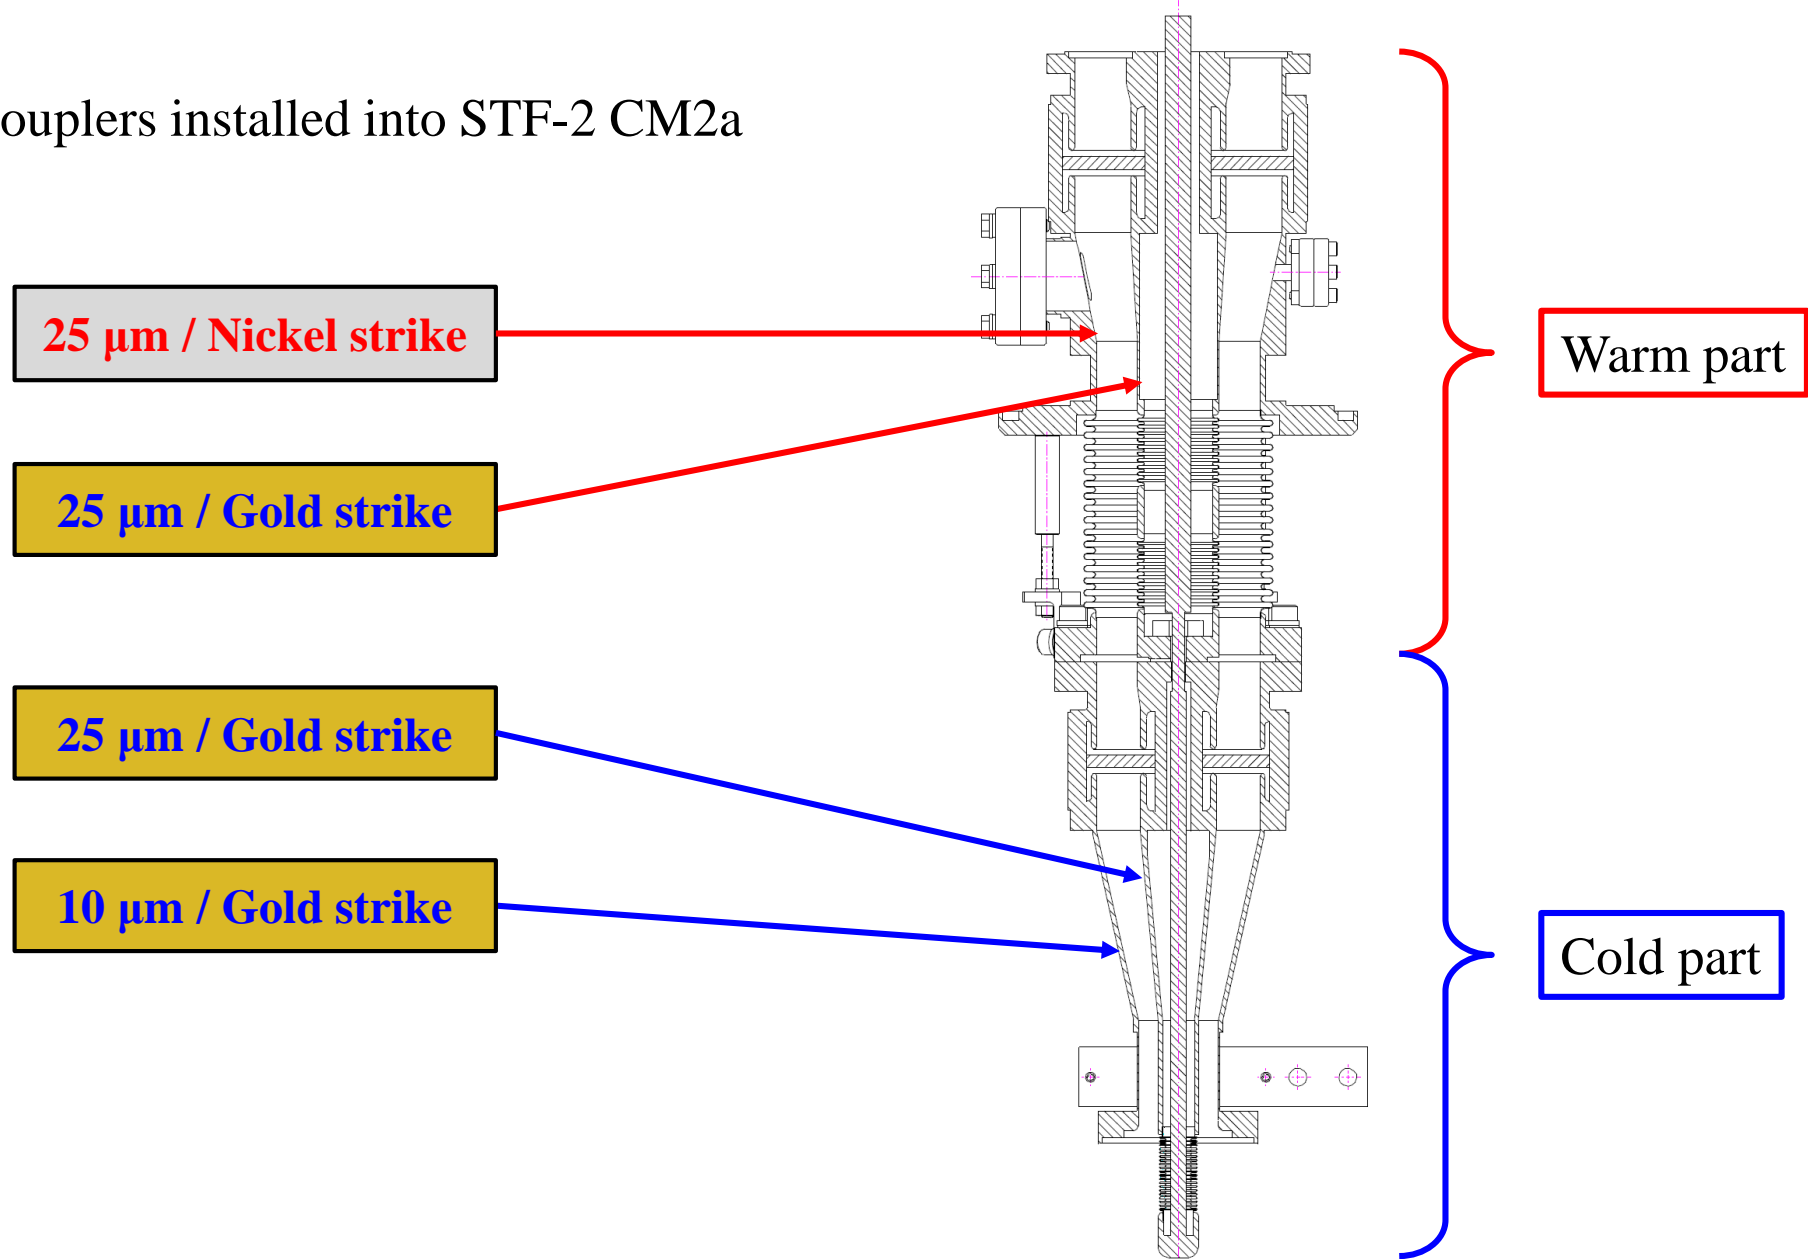 ouplers installed into STF-2 CM2a
25 μm / Nickel strike
Warm part
25 μm / Gold strike
25 μm / Gold strike
10 μm / Gold strike
Cold part